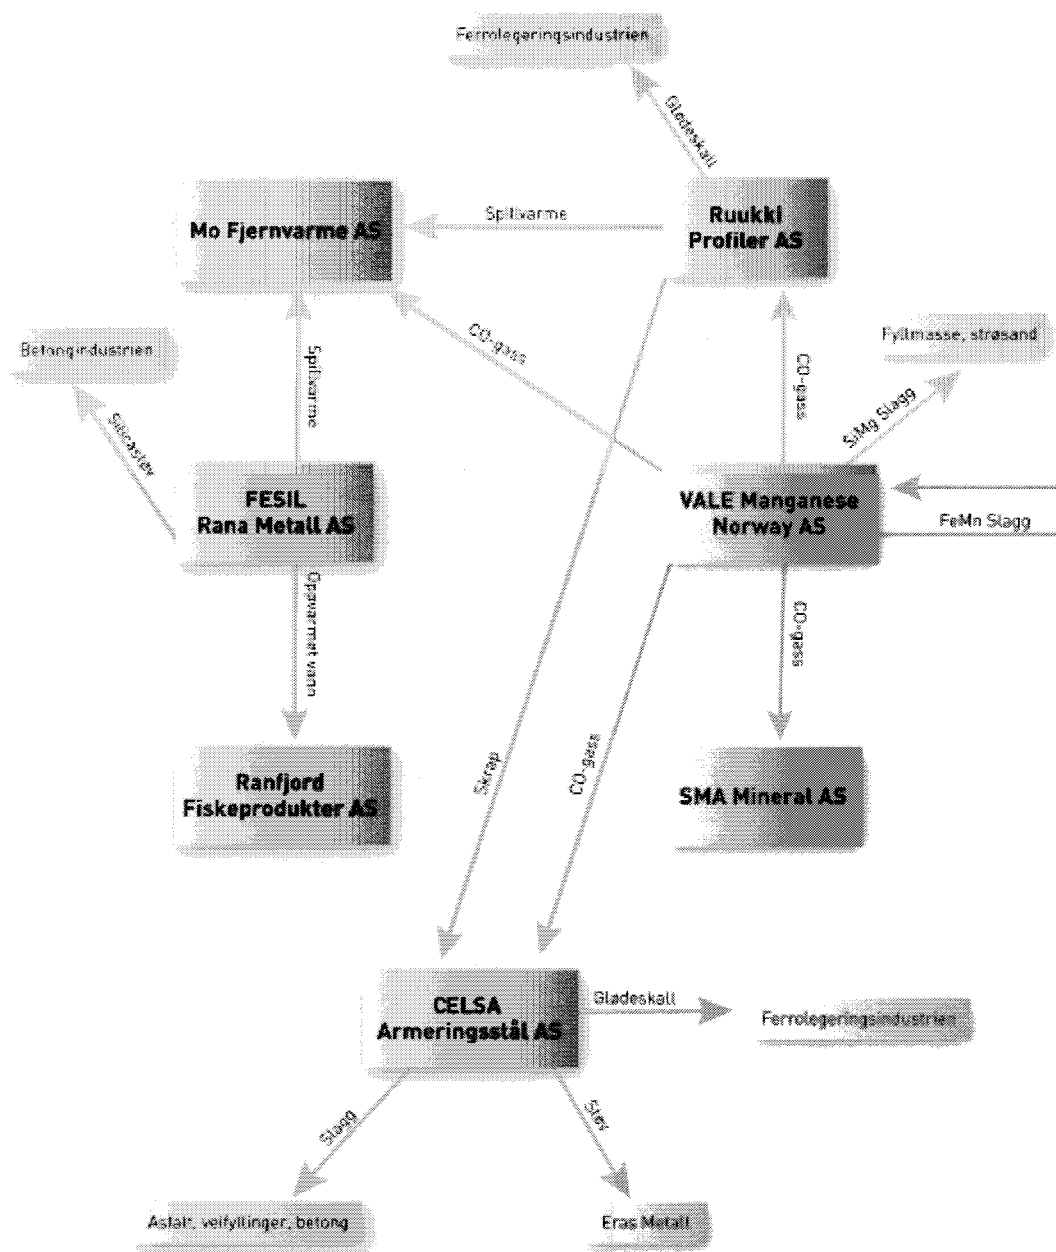 Ferrolegeringsindustrien
Glødeskall
Mo Fjernvarme AS
Spillvarme
Ruukki
Profiler AS
Betongindustrien
Spillvarme
CO-gass
CO-gass
Fyllmasse, strøsand
SiMg Slagg
Silicastøv
FESIL
Rana Metall AS
VALE Manganese
Norway AS
FeMn Slagg
Oppvarmet vann
CO-gass
Ranfjord
Fiskeprodukter AS
Skrap
CO-gass
SMA Mineral AS
CELSA
Armeringsstål AS
Glødeskall
Ferrolegeringsindustrien
Slagg
Støv
Asfalt, veifyllinger, betong
Eras Metall